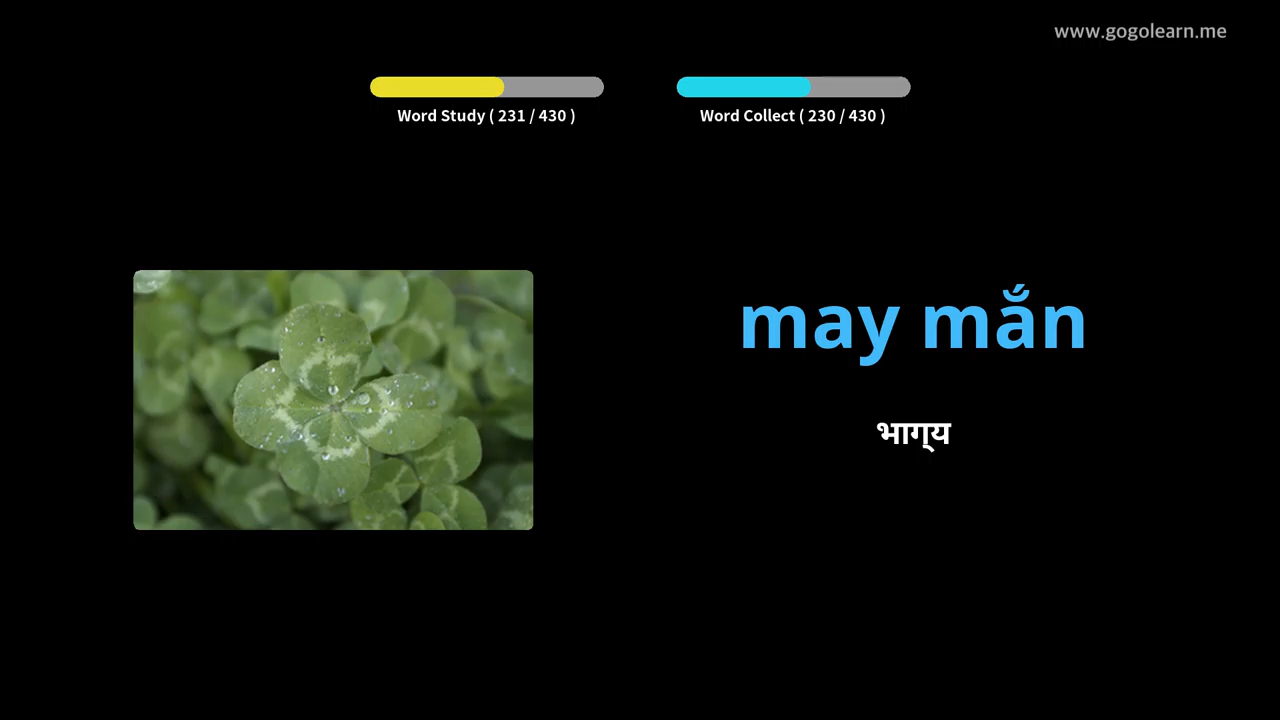 www.gogolearn.me
Word Study ( 231 / 430 )
Word Collect ( 230 / 430 )
may mắn
भाग्य